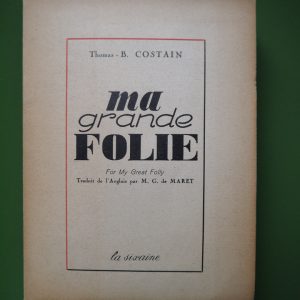 Thomas - B. COSTAIN
ma
grande
FOLIE
For My Great Folly
Traduit de l'Anglais par M. G. de MARET
la sixaine